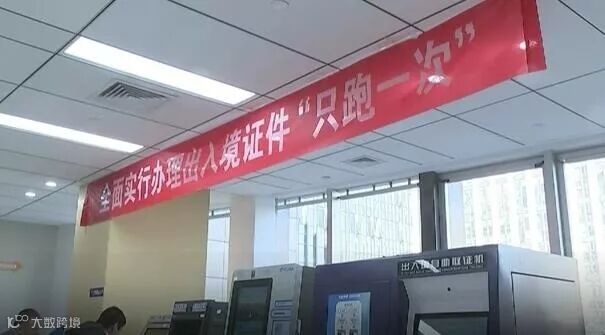 全面实行办理出入境证件“只跑一次”
出入境自助取证机
大数跨境